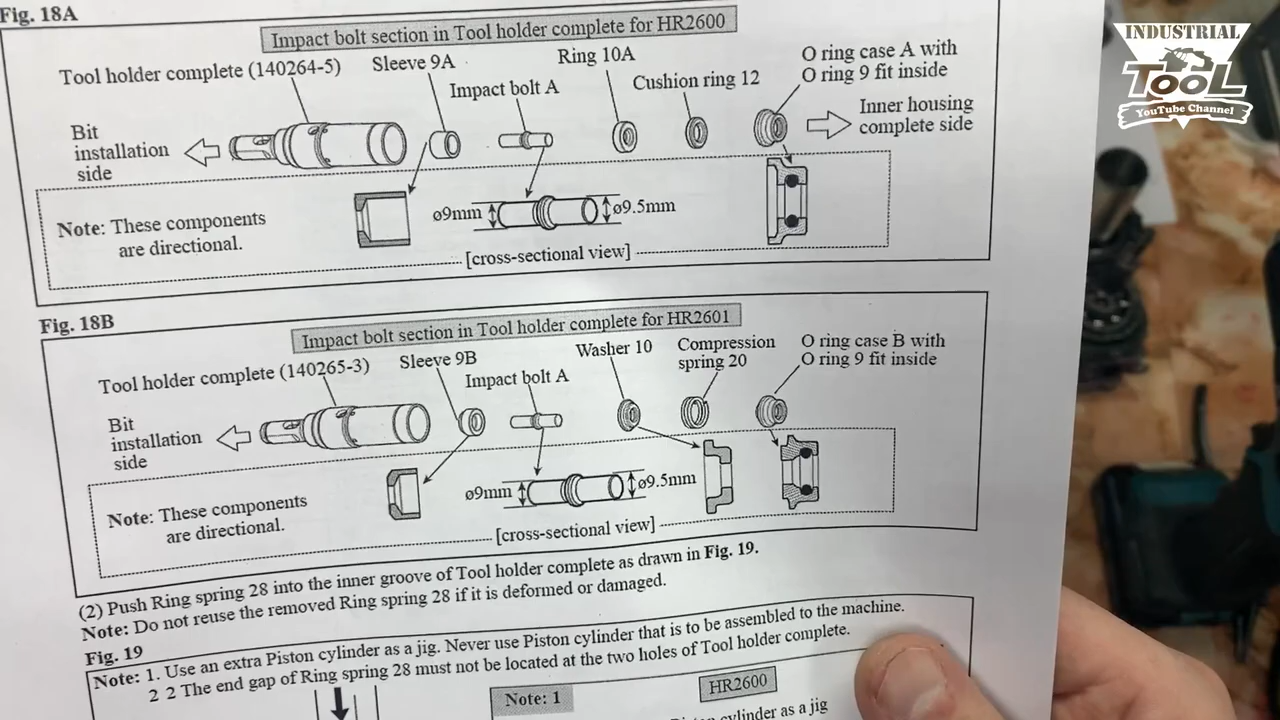 Fig. 18A
Impact bolt section in Tool holder complete for HR2600
Tool holder complete (140264-5)
Sleeve 9A
Impact bolt A
Ring 10A
Cushion ring 12
O ring case A with
O ring 9 fit inside
Bit
installation
side
Inner housing
complete side
Note: These components
are directional.
ø9mm
ø9.5mm
[cross-sectional view]
Fig. 18B
Impact bolt section in Tool holder complete for HR2601
Tool holder complete (140265-3)
Sleeve 9B
Impact bolt A
Washer 10
Compression
spring 20
O ring case B with
O ring 9 fit inside
Bit
installation
side
Note: These components
are directional.
ø9mm
ø9.5mm
[cross-sectional view]
(2) Push Ring spring 28 into the inner groove of Tool holder complete as drawn in Fig. 19.
Note: Do not reuse the removed Ring spring 28 if it is deformed or damaged.
Fig. 19
Note: 1. Use an extra Piston cylinder as a jig. Never use Piston cylinder that is to be assembled to the machine.
2 2 The end gap of Ring spring 28 must not be located at the two holes of Tool holder complete.
Note: 1
HR2600
cylinder as a jig
INDUSTRIAL
TOOL
YouTube Channel